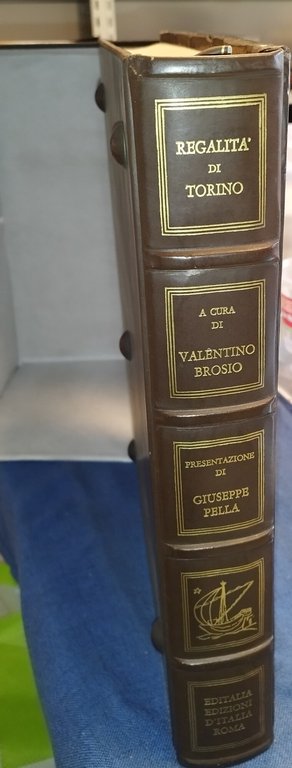 REGALITA'
DI
TORINO
A CURA
DI
VALENTINO
BROSIO
PRESENTAZIONE
DI
GIUSEPPE
PELLA
EDITALIA
EDIZIONI
D'ITALIA
ROMA